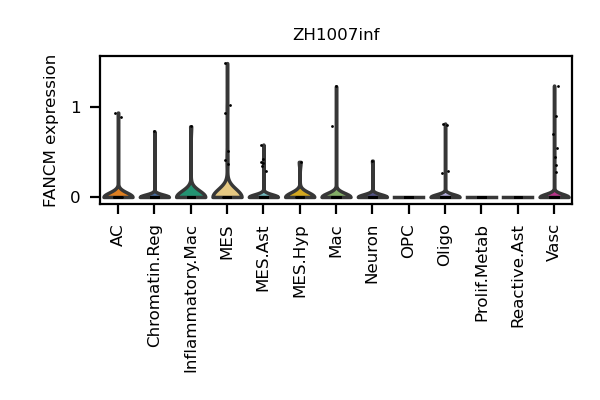 ZH1007inf
FANCM expression
1
0
AC
Chromatin.Reg
Inflammatory.Mac
MES
MES.Ast
MES.Hyp
Mac
Neuron
OPC
Oligo
Prolif.Metab
Reactive.Ast
Vasc